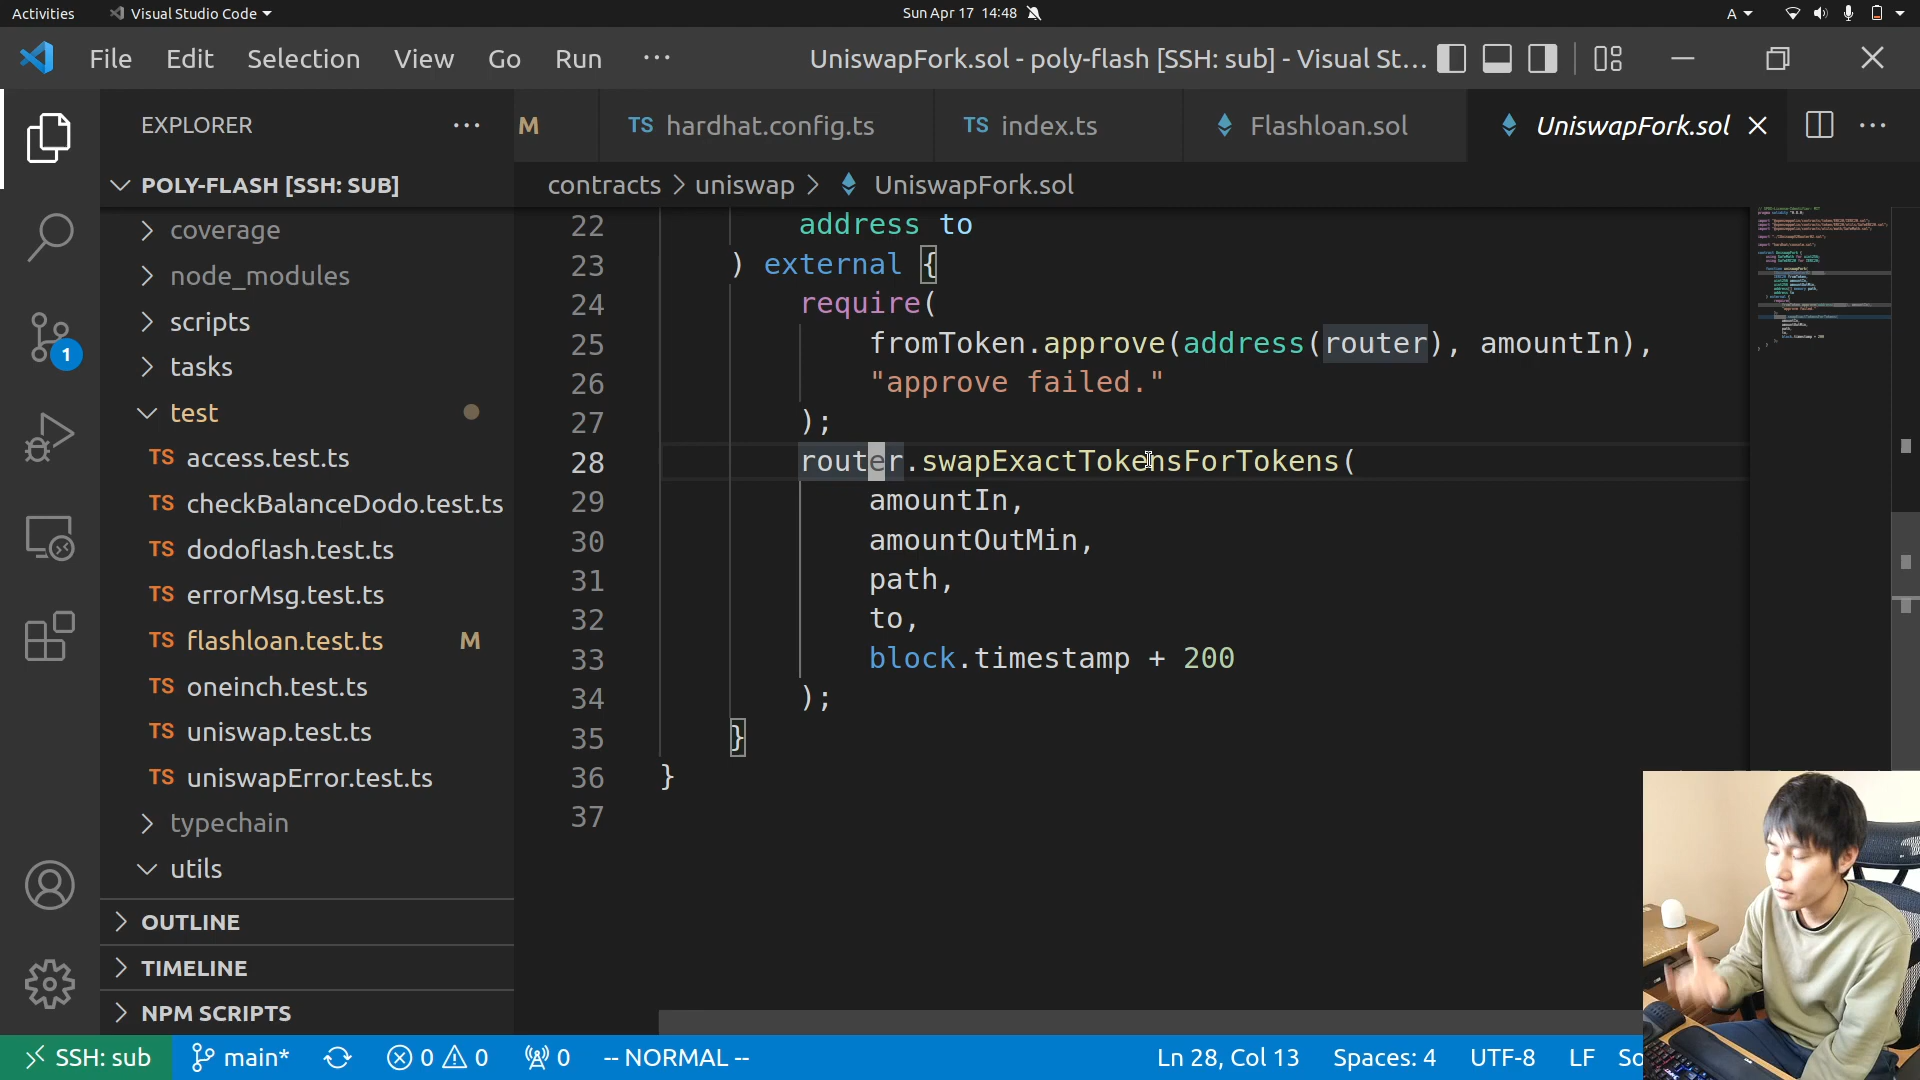 Activities
Visual Studio Code
Sun Apr 17 14:48
A
File
Edit
Selection
View
Go
Run
UniswapFork.sol - poly-flash [SSH: sub] - Visual St...
EXPLORER
M
TS hardhat.config.ts
TS index.ts
Flashloan.sol
UniswapFork.sol
POLY-FLASH [SSH: SUB]
coverage
node_modules
scripts
tasks
test
TS access.test.ts
TS checkBalanceDodo.test.ts
TS dodoflash.test.ts
TS errorMsg.test.ts
TS flashloan.test.ts M
TS oneinch.test.ts
TS uniswap.test.ts
TS uniswapError.test.ts
typechain
utils
OUTLINE
TIMELINE
NPM SCRIPTS
1
contracts > uniswap > UniswapFork.sol
22 address to
23 ) external {
24 require(
25 fromToken.approve(address(router), amountIn),
26 "approve failed."
27 );
28 router.swapExactTokensForTokens(
29 amountIn,
30 amountOutMin,
31 path,
32 to,
33 block.timestamp + 200
34 );
35 }
36 }
37
SSH: sub
main*
0
0
0
-- NORMAL --
Ln 28, Col 13
Spaces: 4
UTF-8
LF
So